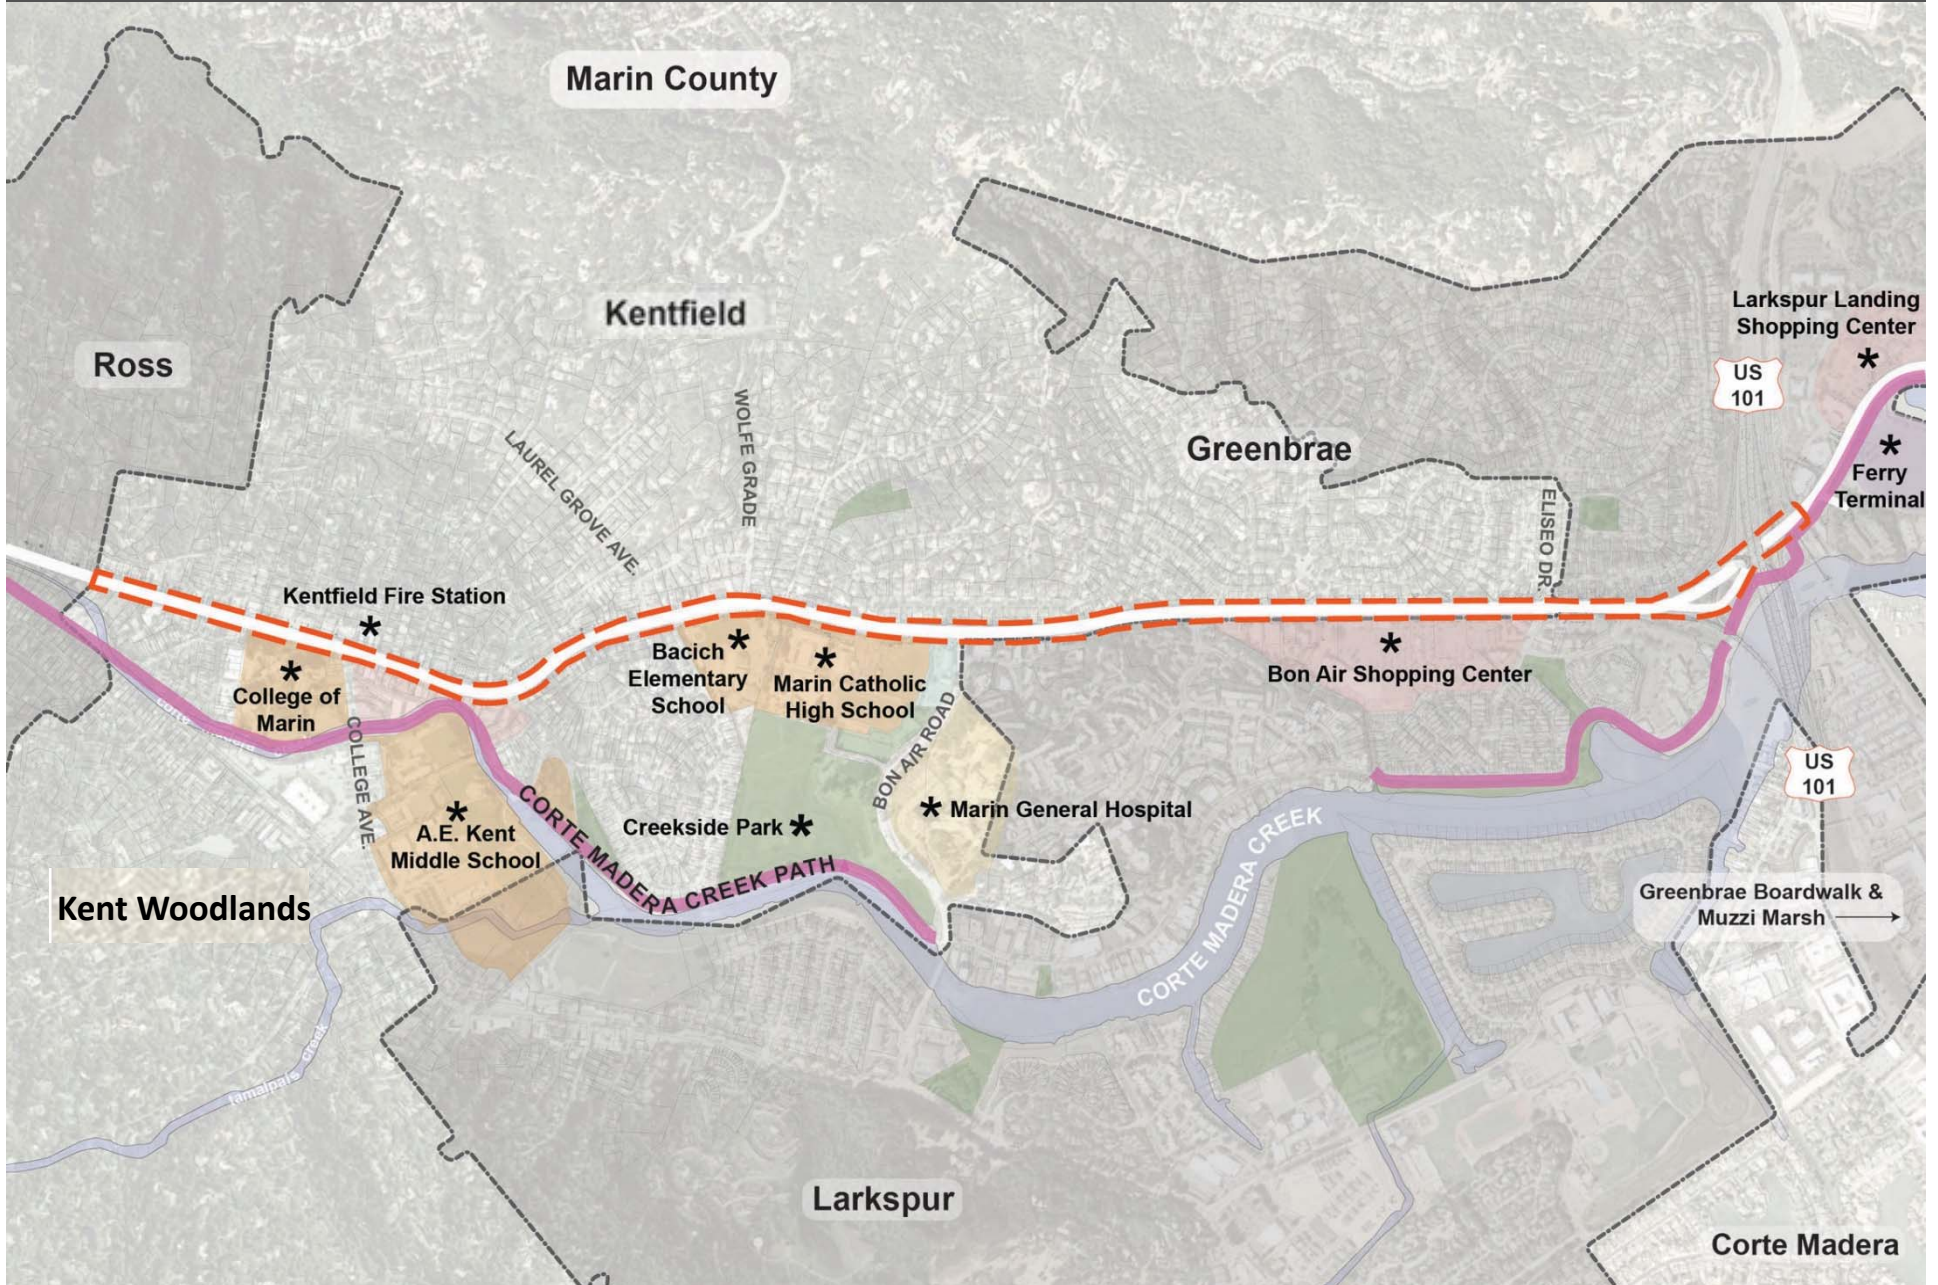 Marin County
Kentfield
Ross
Larkspur Landing
Shopping Center
US
101
WOLFE GRADE
LAUREL GROVE AVE.
Greenbrae
Ferry
Terminal
ELISEO DR.
Kentfield Fire Station
College of
Marin
Bacich
Elementary
School
Marin Catholic
High School
Bon Air Shopping Center
COLLEGE AVE.
BON AIR ROAD
US
101
A.E. Kent
Middle School
CORTE MADERA CREEK PATH
Creekside Park
Marin General Hospital
CORTE MADERA CREEK
Kent Woodlands
Greenbrae Boardwalk &
Muzzi Marsh
tamalpais creek
Larkspur
Corte Madera